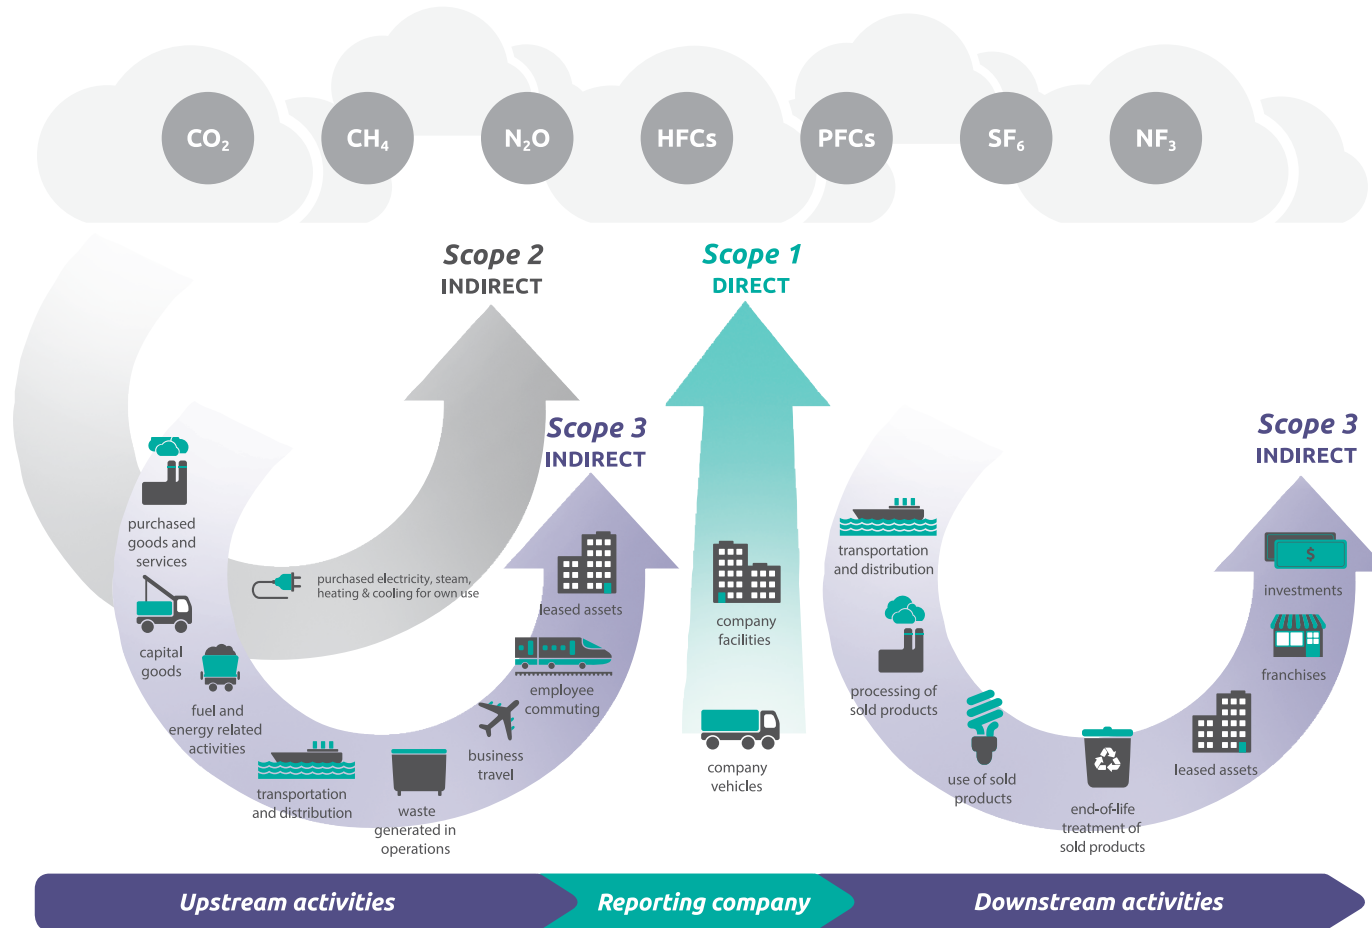 CO₂
CH₄
N₂O
HFCs
PFCs
SF₆
NF₃
Scope 2
INDIRECT
Scope 1
DIRECT
Scope 3
INDIRECT
Scope 3
INDIRECT
purchased
goods and
services
capital
goods
fuel and
energy related
activities
transportation
and distribution
waste
generated in
operations
business
travel
employee
commuting
leased assets
purchased electricity, steam,
heating & cooling for own use
company
facilities
company
vehicles
transportation
and distribution
processing of
sold products
use of sold
products
end-of-life
treatment of
sold products
leased assets
franchises
investments
$
Upstream activities
Reporting company
Downstream activities